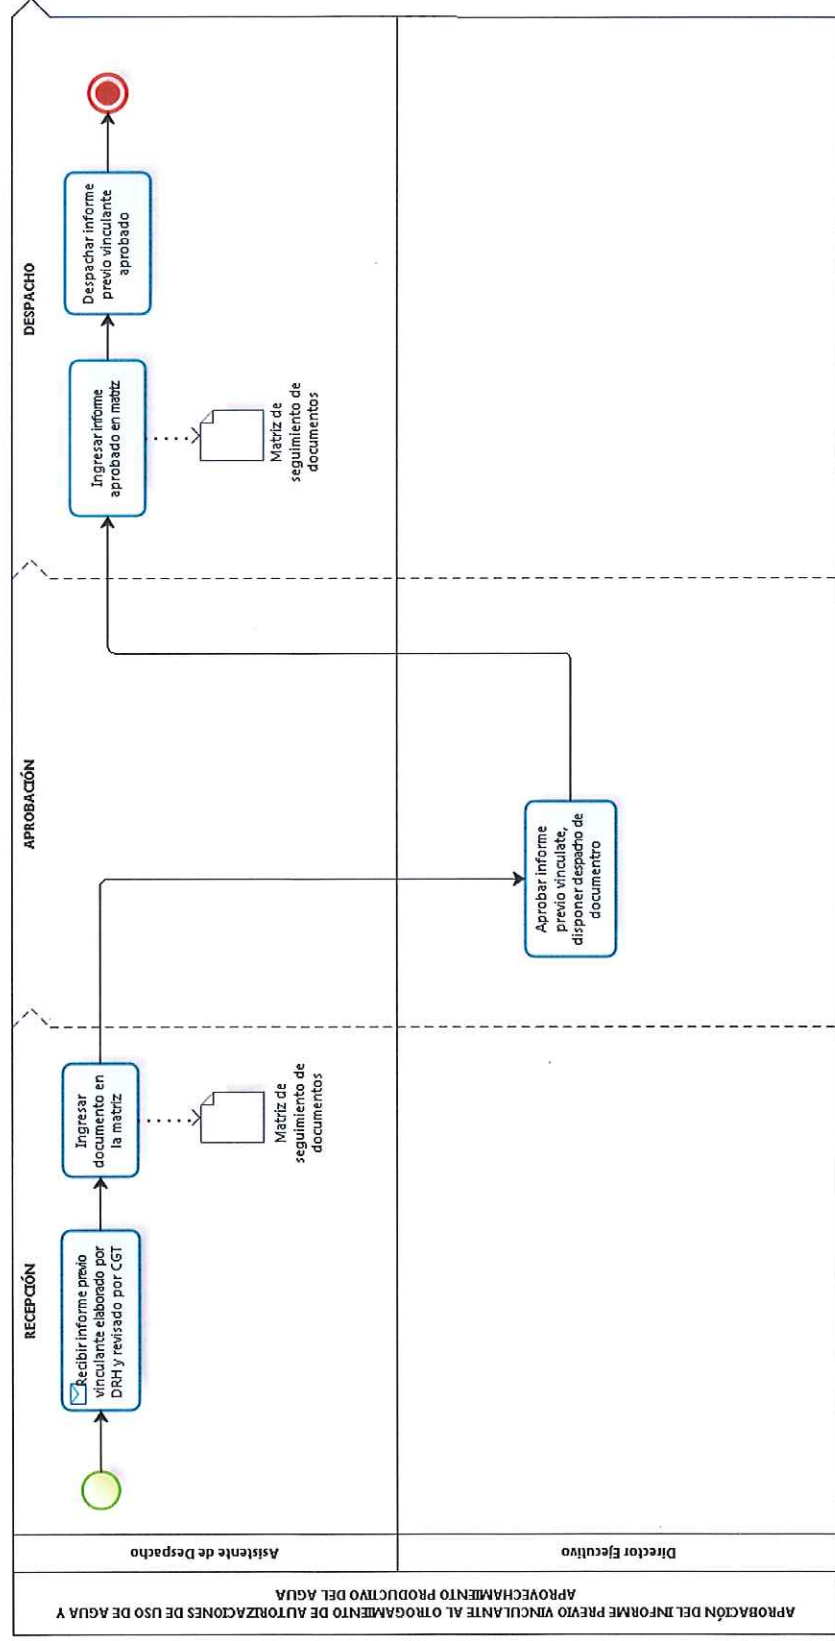 APROBACIÓN DEL INFORME PREVIO VINCULANTE AL OTROGAMIENTO DE AUTORIZACIONES DE USO DE AGUA Y
APROVECHAMIENTO PRODUCTIVO DEL AGUA
Asistente de Despacho
Director Ejecutivo
RECEPCIÓN
Recibir informe previo
vinculante elaborado por
DRH y revisado por CGT
Ingresar
documento en
la matriz
Matriz de
seguimiento de
documentos
APROBACIÓN
Aprobar informe
previo vinculate,
disponer despacho de
documentro
DESPACHO
Ingresar informe
aprobado en matriz
Matriz de
seguimiento de
documentos
Despachar informe
previo vinculante
aprobado